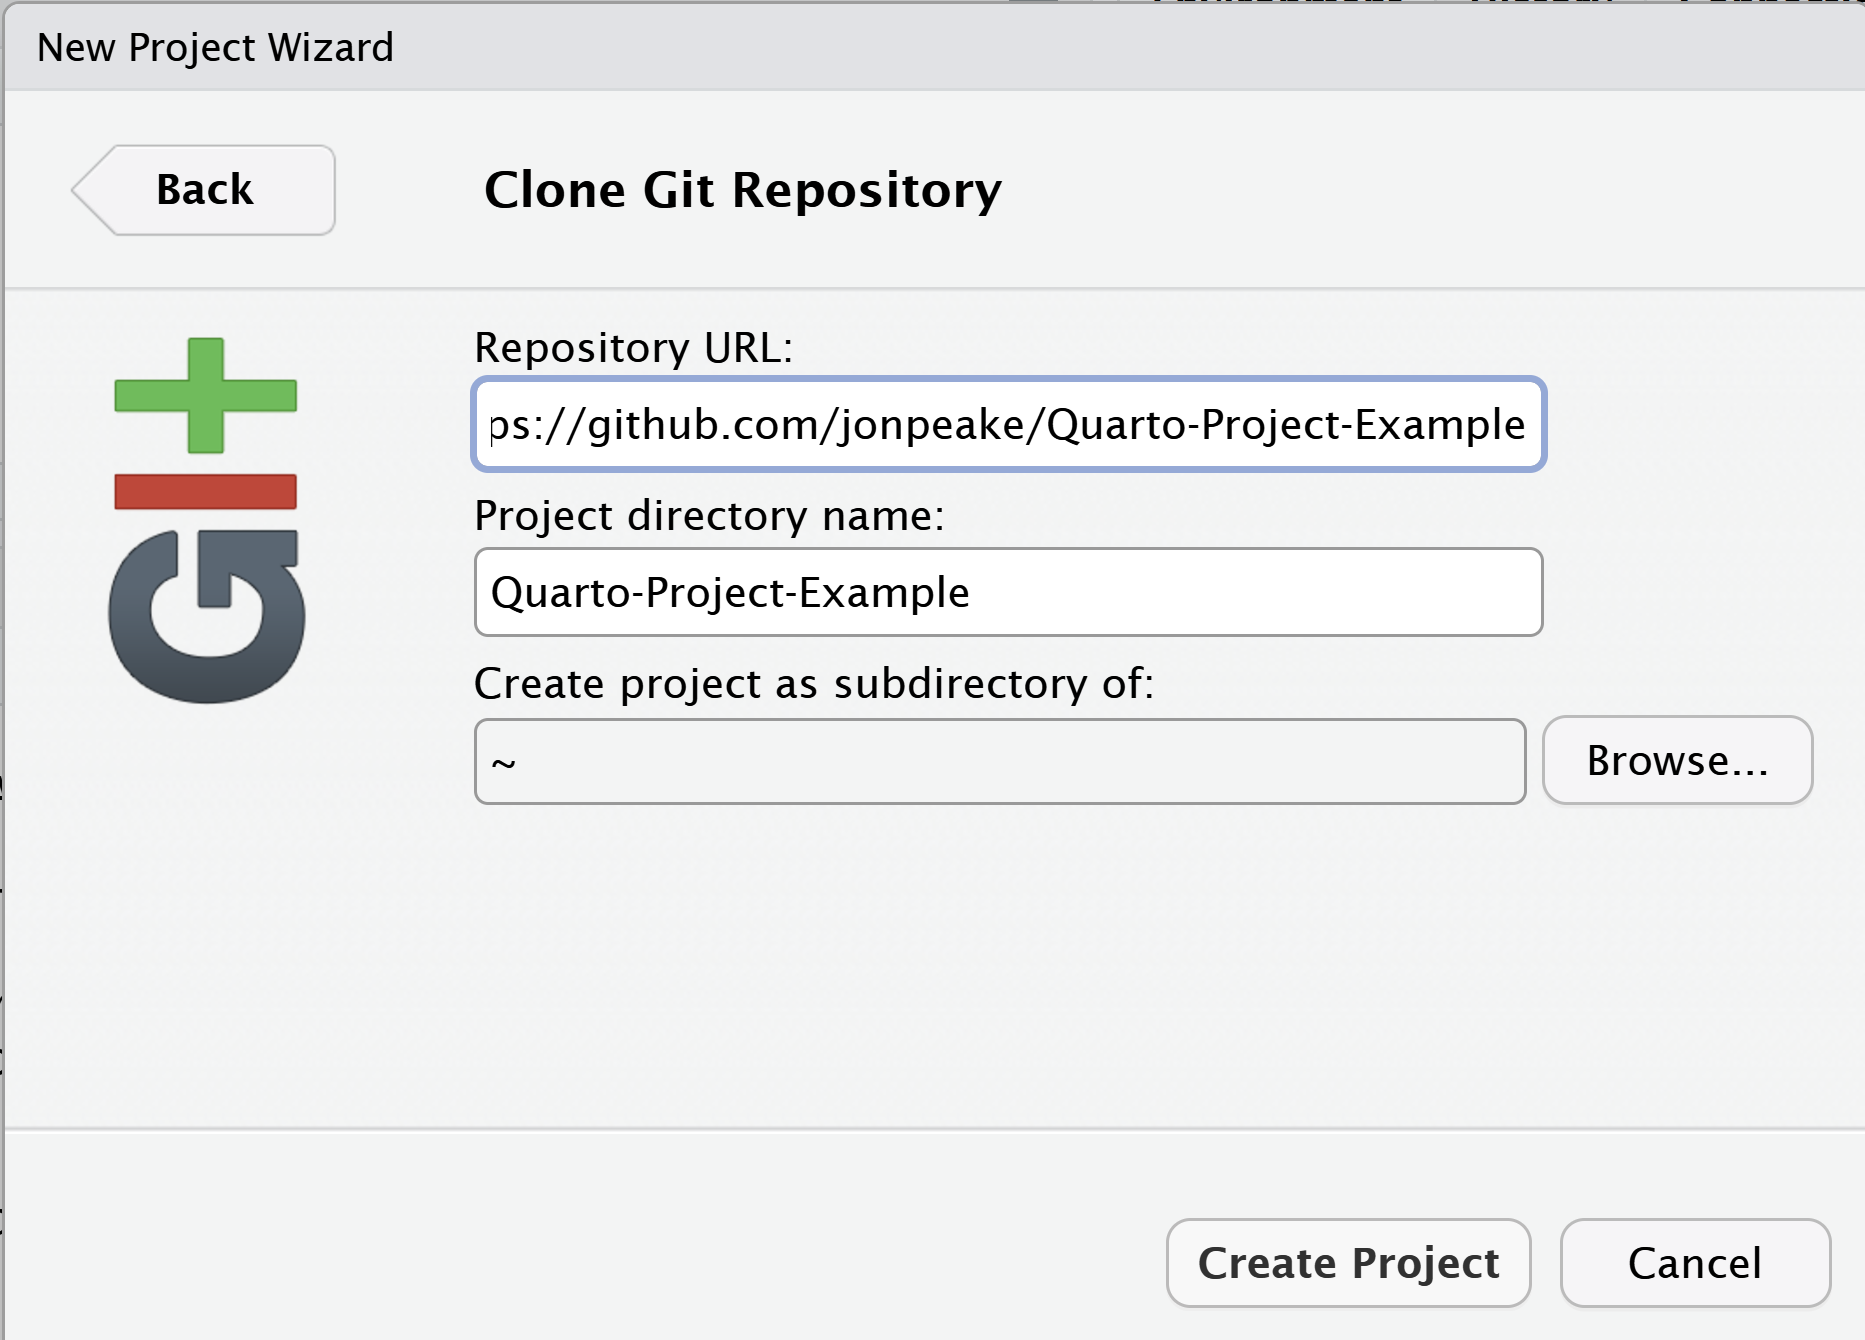 New Project Wizard
Back
Clone Git Repository
Git
Repository URL:
ps://github.com/jonpeake/Quarto-Project-Example
Project directory name:
Quarto-Project-Example
Create project as subdirectory of:
~
Browse...
Create Project
Cancel